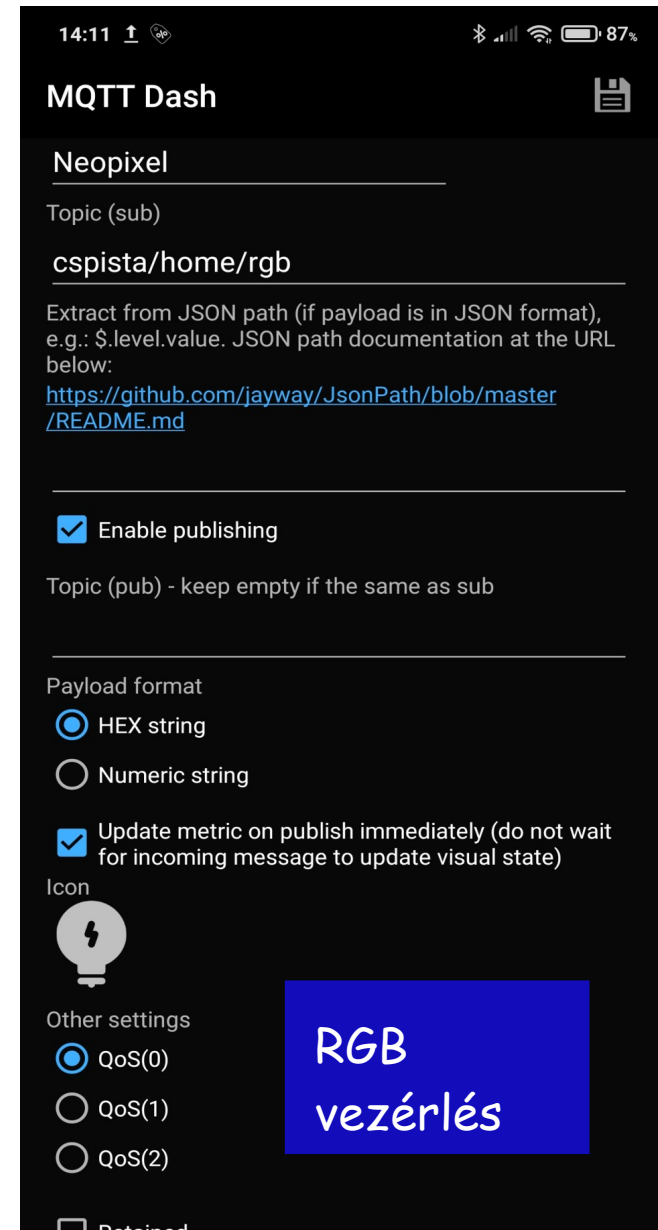 14:11 87%
MQTT Dash
Neopixel
Topic (sub)
cspista/home/rgb
Extract from JSON path (if payload is in JSON format),
e.g.: $.level.value. JSON path documentation at the URL
below:
https://github.com/jayway/JsonPath/blob/master
/README.md
Enable publishing
Topic (pub) - keep empty if the same as sub
Payload format
HEX string
Numeric string
Update metric on publish immediately (do not wait
for incoming message to update visual state)
Icon
Other settings
QoS(0)
RGB
vezérlés
QoS(1)
QoS(2)
Retained